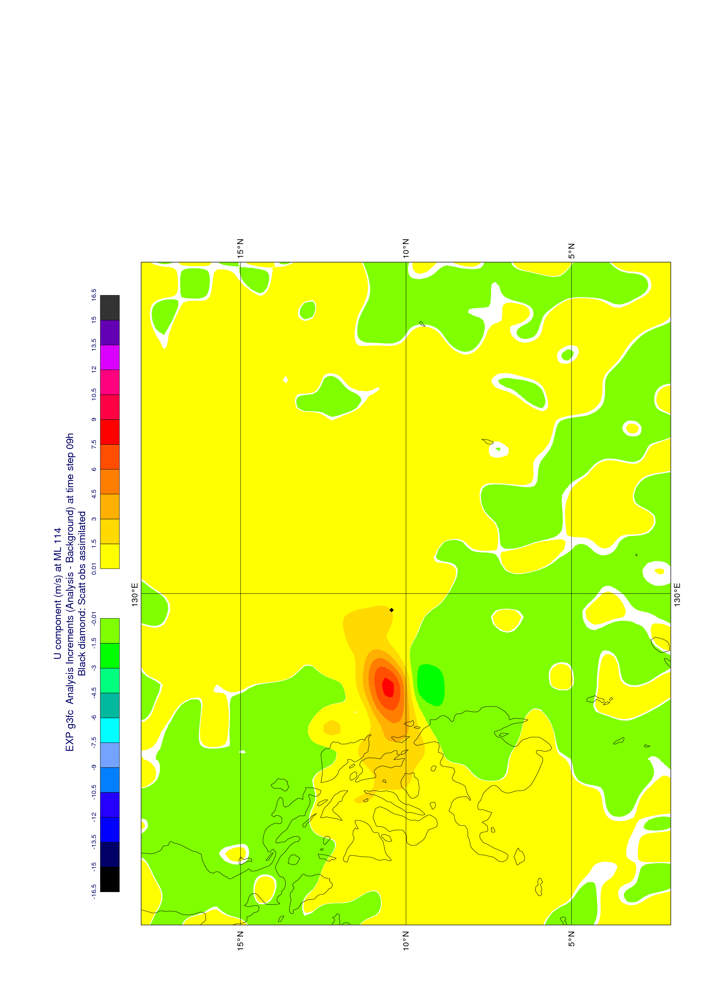 U component (m/s) at ML 114
EXP g3fc Analysis Increments (Analysis - Background) at time step 09h
Black diamond: Scatt obs assimilated
-16.5 -15 -13.5 -12 -10.5 -9 -7.5 -6 -4.5 -3 -1.5 -0.01 0.01 1.5 3 4.5 6 7.5 9 10.5 12 13.5 15 16.5
130°E
15°N 15°N
10°N 10°N
5°N 5°N
130°E